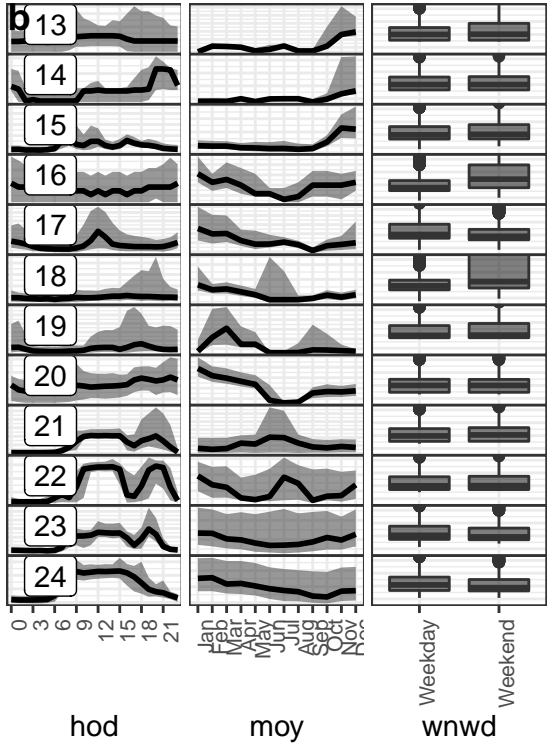 b
13
14
15
16
17
18
19
20
21
22
23
24
0 3 6 9 12 15 18 21
Jan Feb Mar Apr May Jun Jul Aug Sep Oct Nov Dec
Weekday Weekend
hod moy wnwd